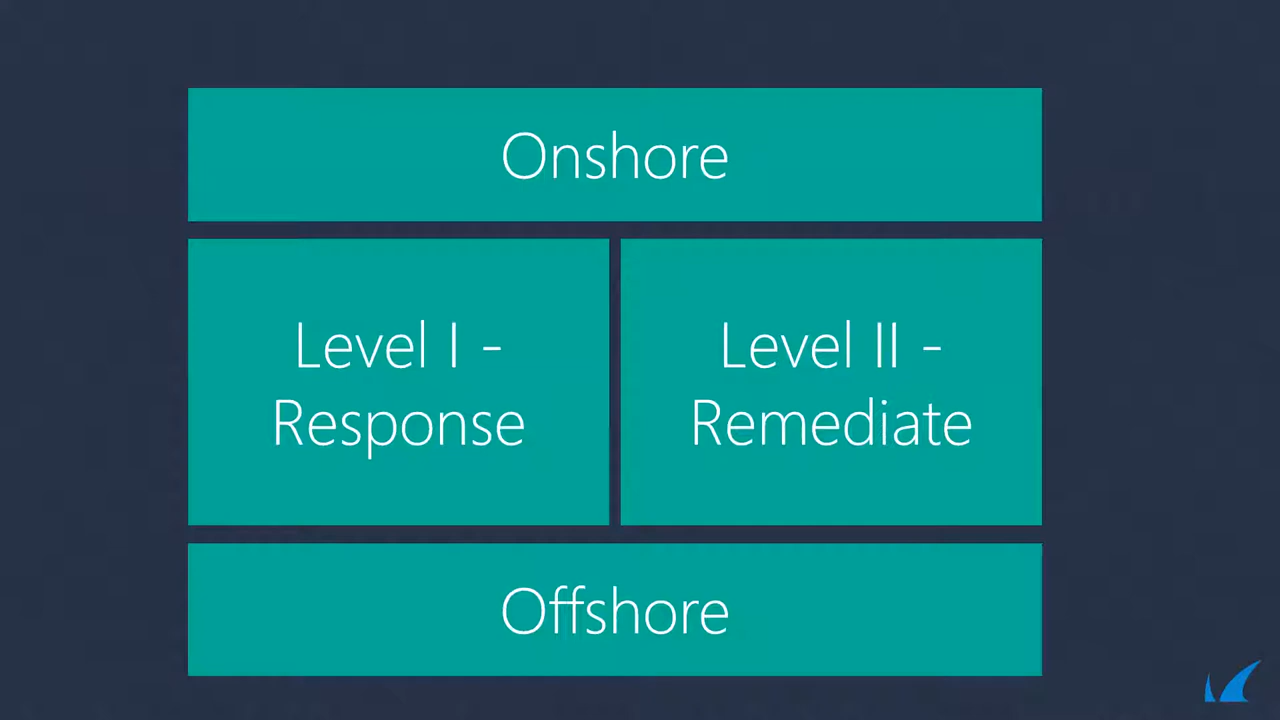 Onshore
Level I -
Response
Level II -
Remediate
Offshore